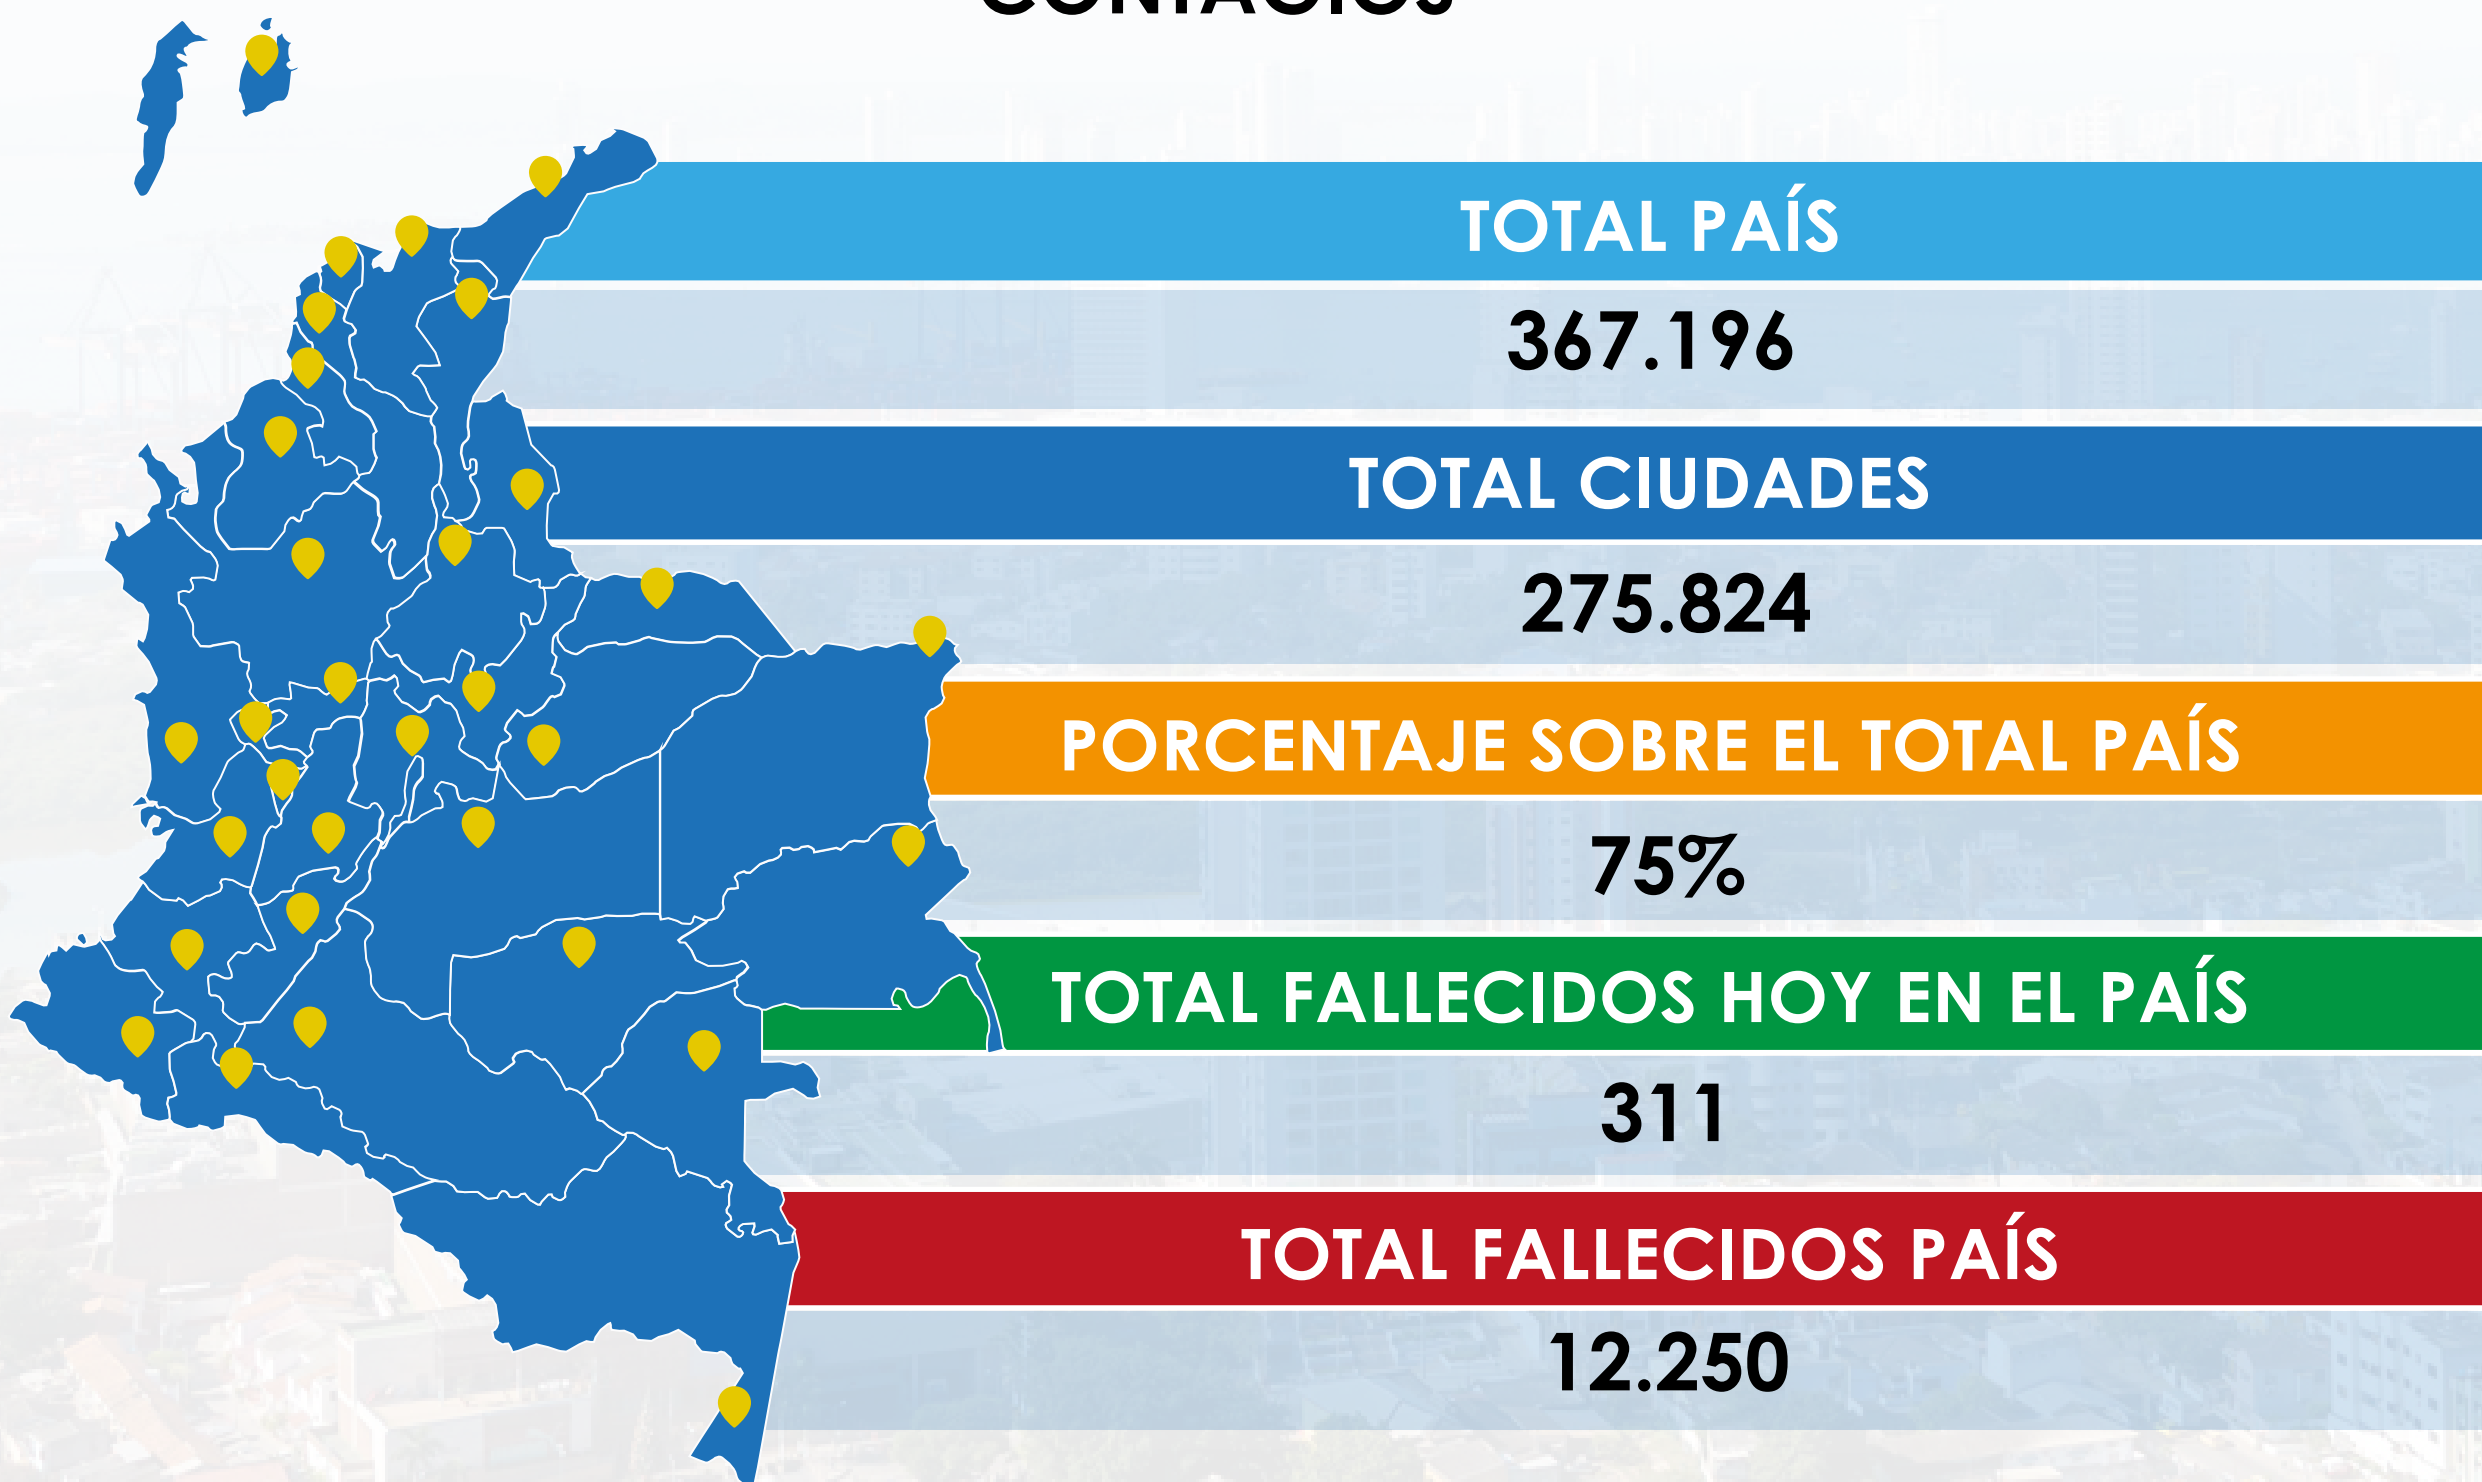 CONTAGIOS
TOTAL PAÍS
367.196
TOTAL CIUDADES
275.824
PORCENTAJE SOBRE EL TOTAL PAÍS
75%
TOTAL FALLECIDOS HOY EN EL PAÍS
311
TOTAL FALLECIDOS PAÍS
12.250